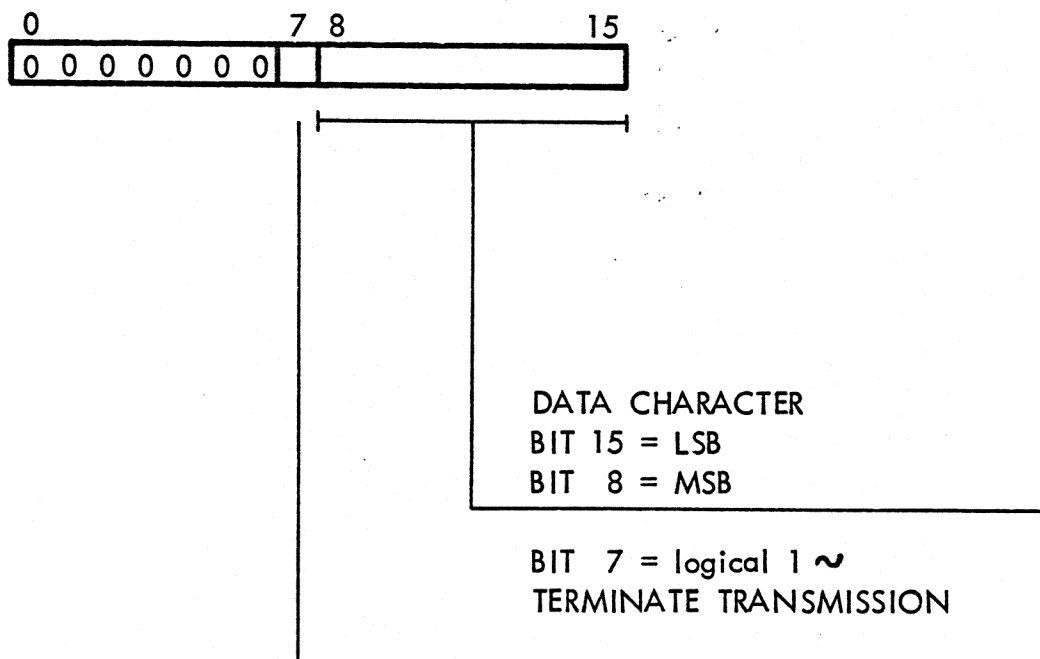 0 7 8 15
0 0 0 0 0 0 0
DATA CHARACTER
BIT 15 = LSB
BIT 8 = MSB
BIT 7 = logical 1 ~
TERMINATE TRANSMISSION